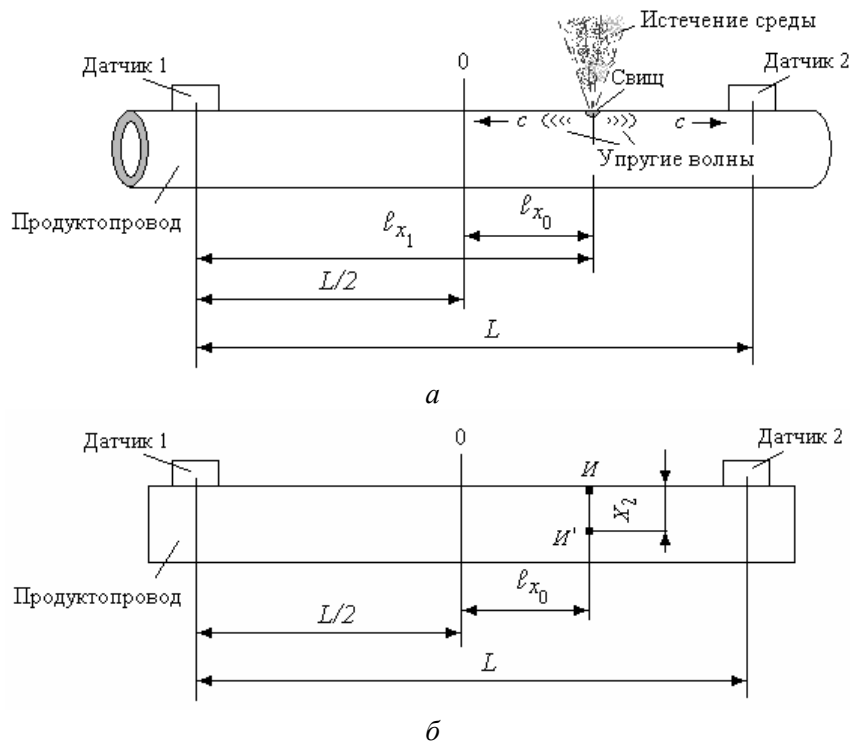 Истечение среды
Датчик 1
0
Свищ
Датчик 2
c
c
Упругие волны
Продуктопровод
ℓx0
ℓx1
L/2
L
а
Датчик 1
0
Датчик 2
И
X2
И'
Продуктопровод
ℓx0
L/2
L
б